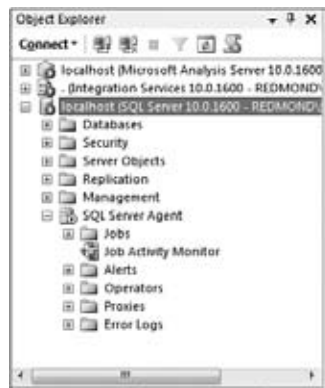 Object Explorer
Connect
localhost (Microsoft Analysis Server 10.0.1600
. (Integration Services 10.0.1600 - REDMOND\
localhost (SQL Server 10.0.1600 - REDMOND\
Databases
Security
Server Objects
Replication
Management
SQL Server Agent
Jobs
Job Activity Monitor
Alerts
Operators
Proxies
Error Logs